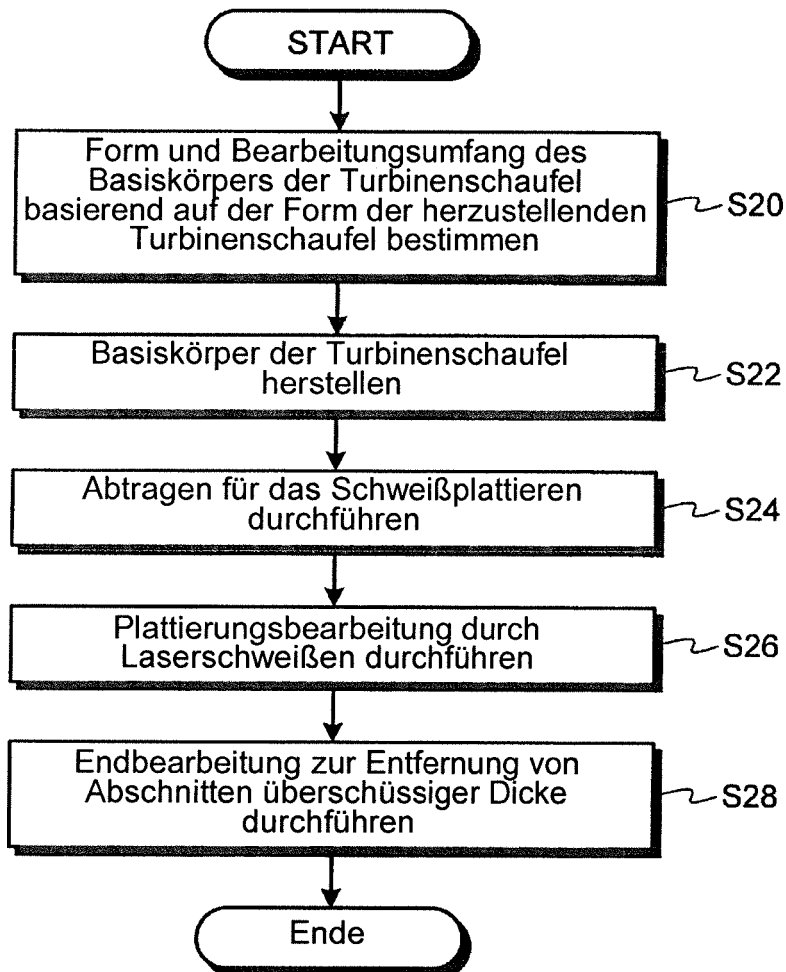 START
Form und Bearbeitungsumfang des
Basiskörpers der Turbinenschaufel
basierend auf der Form der herzustellenden
Turbinenschaufel bestimmen
S20
Basiskörper der Turbinenschaufel
herstellen
S22
Abtragen für das Schweißplattieren
durchführen
S24
Plattierungsbearbeitung durch
Laserschweißen durchführen
S26
Endbearbeitung zur Entfernung von
Abschnitten überschüssiger Dicke
durchführen
S28
Ende